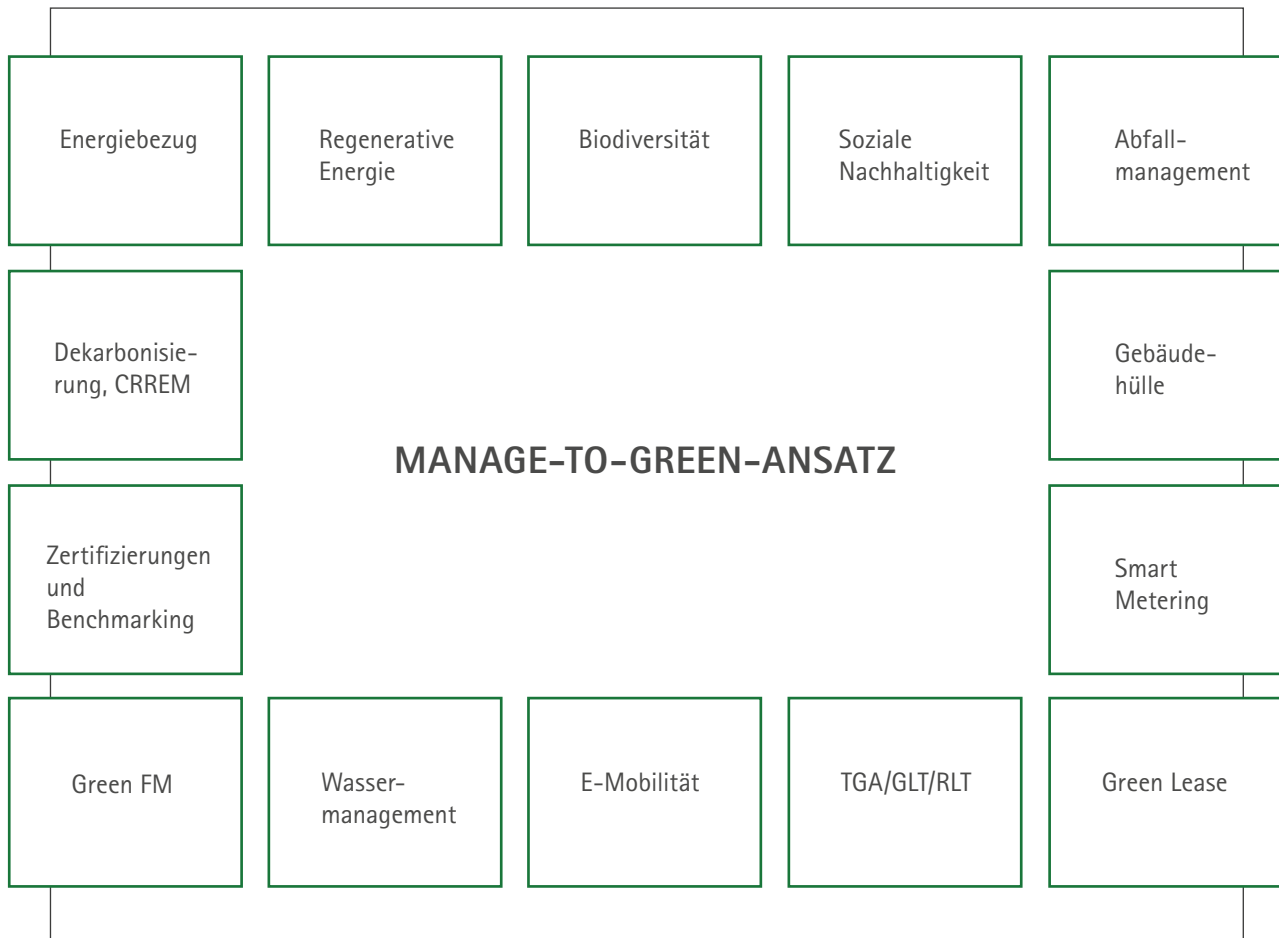 Energiebezug
Regenerative
Energie
Biodiversität
Soziale
Nachhaltigkeit
Abfall-
management
Dekarbonisie-
rung, CRREM
Gebäude-
hülle
MANAGE-TO-GREEN-ANSATZ
Zertifizierungen
und
Benchmarking
Smart
Metering
Green FM
Wasser-
management
E-Mobilität
TGA/GLT/RLT
Green Lease